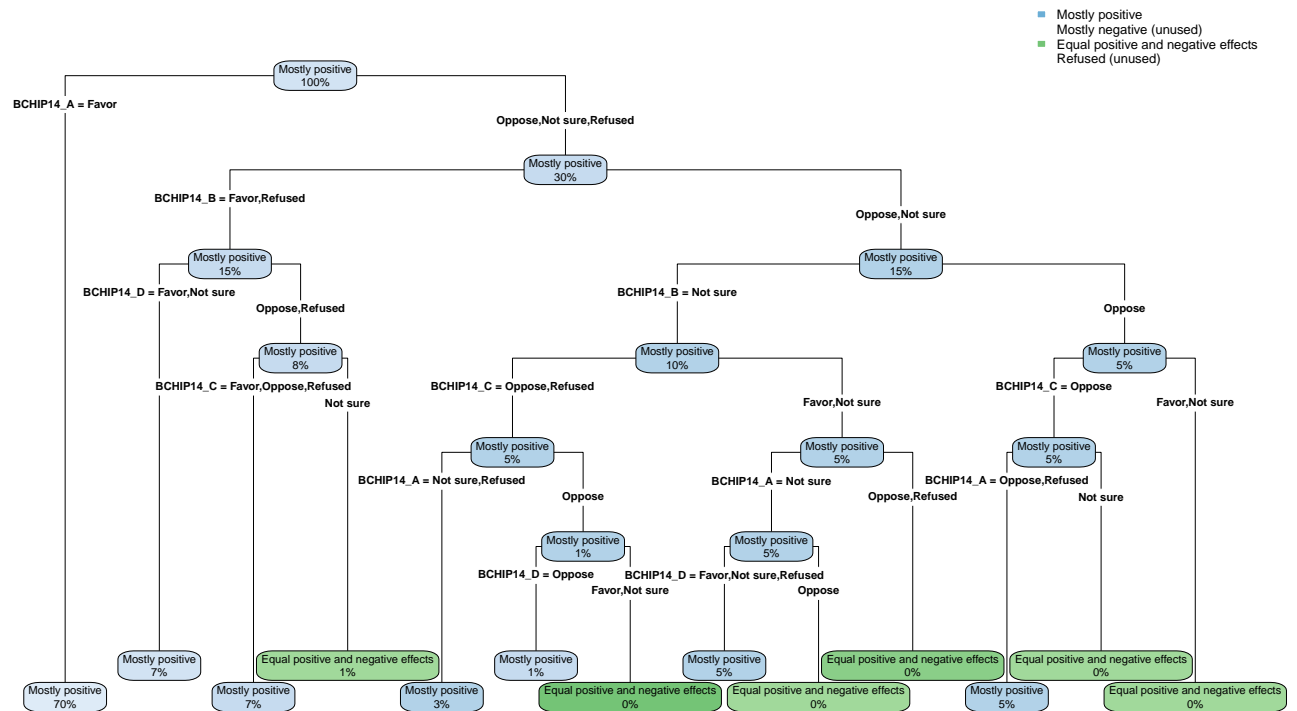 Mostly positive
Mostly negative (unused)
Equal positive and negative effects
Refused (unused)
Mostly positive
100%
BCHIP14_A = Favor
Oppose,Not sure,Refused
Mostly positive
30%
BCHIP14_B = Favor,Refused
Oppose,Not sure
Mostly positive
15%
Mostly positive
15%
BCHIP14_D = Favor,Not sure
BCHIP14_B = Not sure
Oppose,Refused
Oppose
Mostly positive
8%
Mostly positive
10%
Mostly positive
5%
BCHIP14_C = Favor,Oppose,Refused
BCHIP14_C = Oppose,Refused
BCHIP14_C = Oppose
Not sure
Favor,Not sure
Favor,Not sure
Mostly positive
5%
Mostly positive
5%
Mostly positive
5%
BCHIP14_A = Not sure,Refused
BCHIP14_A = Not sure
BCHIP14_A = Oppose,Refused
Oppose
Oppose,Refused
Not sure
Mostly positive
1%
Mostly positive
5%
BCHIP14_D = Oppose
BCHIP14_D = Favor,Not sure,Refused
Favor,Not sure
Oppose
Mostly positive
7%
Equal positive and negative effects
1%
Mostly positive
1%
Mostly positive
5%
Equal positive and negative effects
0%
Equal positive and negative effects
0%
Mostly positive
70%
Mostly positive
7%
Mostly positive
3%
Equal positive and negative effects
0%
Equal positive and negative effects
0%
Mostly positive
5%
Equal positive and negative effects
0%